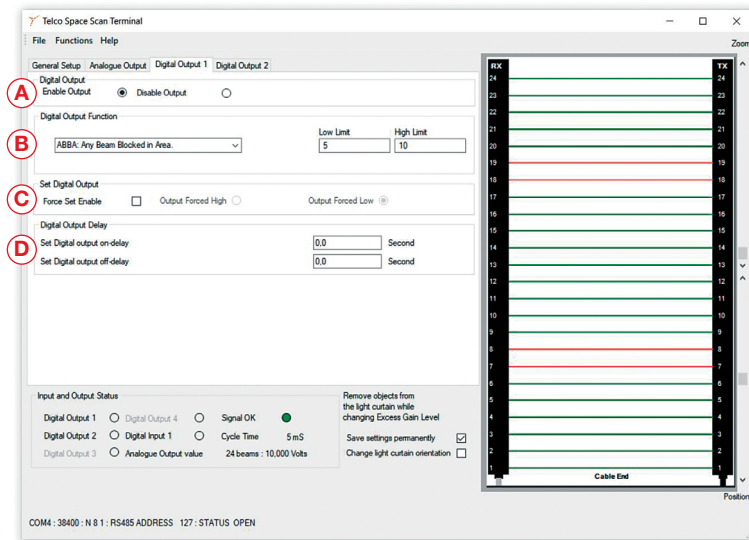 Telco Space Scan Terminal
File Functions Help
Zoom
General Setup Analogue Output Digital Output 1 Digital Output 2
Digital Output
A Enable Output Disable Output
Digital Output Function
Low Limit High Limit
B ABBA: Any Beam Blocked in Area. 5 10
Set Digital Output
C Force Set Enable Output Forced High Output Forced Low
Digital Output Delay
D Set Digital output on-delay 0,0 Second
Set Digital output off-delay 0,0 Second
Input and Output Status
Digital Output 1 Digital Output 4 Signal OK
Digital Output 2 Digital Input 1 Cycle Time 5 mS
Digital Output 3 Analogue Output value 24 beams : 10,000 Volts
Remove objects from
the light curtain while
changing Excess Gain Level
Save settings permanently
Change light curtain orientation
RX TX
24 24
23 23
22 22
21 21
20 20
19 19
18 18
17 17
16 16
15 15
14 14
13 13
12 12
11 11
10 10
9 9
8 8
7 7
6 6
5 5
4 4
3 3
2 2
1 1
Cable End
Position
COM4 : 38400 : N 8 1 : RS485 ADDRESS 127 : STATUS OPEN